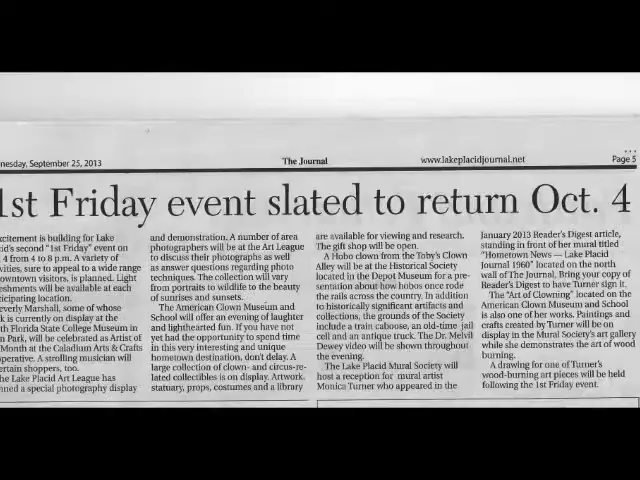 nesday, September 25, 2013
The Journal
www.lakeplacidjournal.net
Page 5
1st Friday event slated to return Oct. 4
xcitement is building for Lake
cid's second "1st Friday" event on
4 from 4 to 8 p.m. A variety of
vities, sure to appeal to a wide range
owntown visitors, is planned. Light
eshments will be available at each
ticipating location.
everly Marshall, some of whose
k is currently on display at the
th Florida State College Museum in
n Park, will be celebrated as Artist of
Month at the Caladium Arts & Crafts
perative. A strolling musician will
ertain shoppers, too.
he Lake Placid Art League has
nned a special photography display
and demonstration. A number of area
photographers will be at the Art League
to discuss their photographs as well
as answer questions regarding photo
techniques. The collection will vary
from portraits to wildlife to the beauty
of sunrises and sunsets.
The American Clown Museum and
School will offer an evening of laughter
and lighthearted fun. If you have not
yet had the opportunity to spend time
in this very interesting and unique
hometown destination, don't delay. A
large collection of clown- and circus-re-
lated collectibles is on display. Artwork,
statuary, props, costumes and a library
are available for viewing and research.
The gift shop will be open.
A Hobo clown from the Toby's Clown
Alley will be at the Historical Society
located in the Depot Museum for a pre-
sentation about how hobos once rode
the rails across the country. In addition
to historically significant artifacts and
collections, the grounds of the Society
include a train caboose, an old-time jail
cell and an antique truck. The Dr. Melvil
Dewey video will be shown throughout
the evening.
The Lake Placid Mural Society will
host a reception for mural artist
Monica Turner who appeared in the
January 2013 Reader's Digest article,
standing in front of her mural titled
"Hometown News — Lake Placid
Journal 1960" located on the north
wall of The Journal. Bring your copy of
Reader's Digest to have Turner sign it.
The "Art of Clowning" located on the
American Clown Museum and School
is also one of her works. Paintings and
crafts created by Turner will be on
display in the Mural Society's art gallery
while she demonstrates the art of wood
burning.
A drawing for one of Turner's
wood-burning art pieces will be held
following the 1st Friday event.